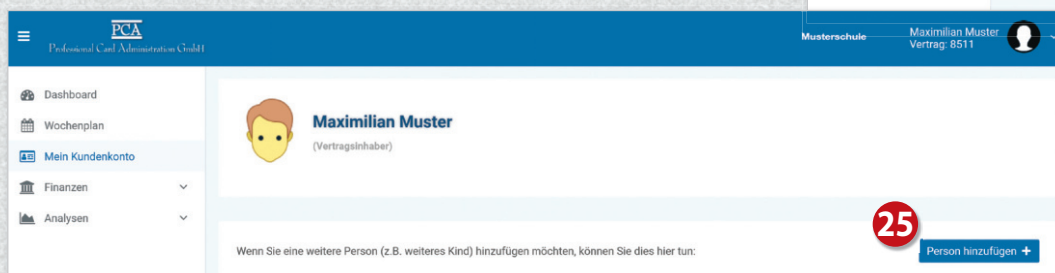 PCA
Professional Card Administration GmbH
Musterschule
Maximilian Muster
Vertrag: 8511
Dashboard
Wochenplan
Mein Kundenkonto
Finanzen
Analysen
Maximilian Muster
(Vertragsinhaber)
25
Wenn Sie eine weitere Person (z.B. weiteres Kind) hinzufügen möchten, können Sie dies hier tun:
Person hinzufügen +